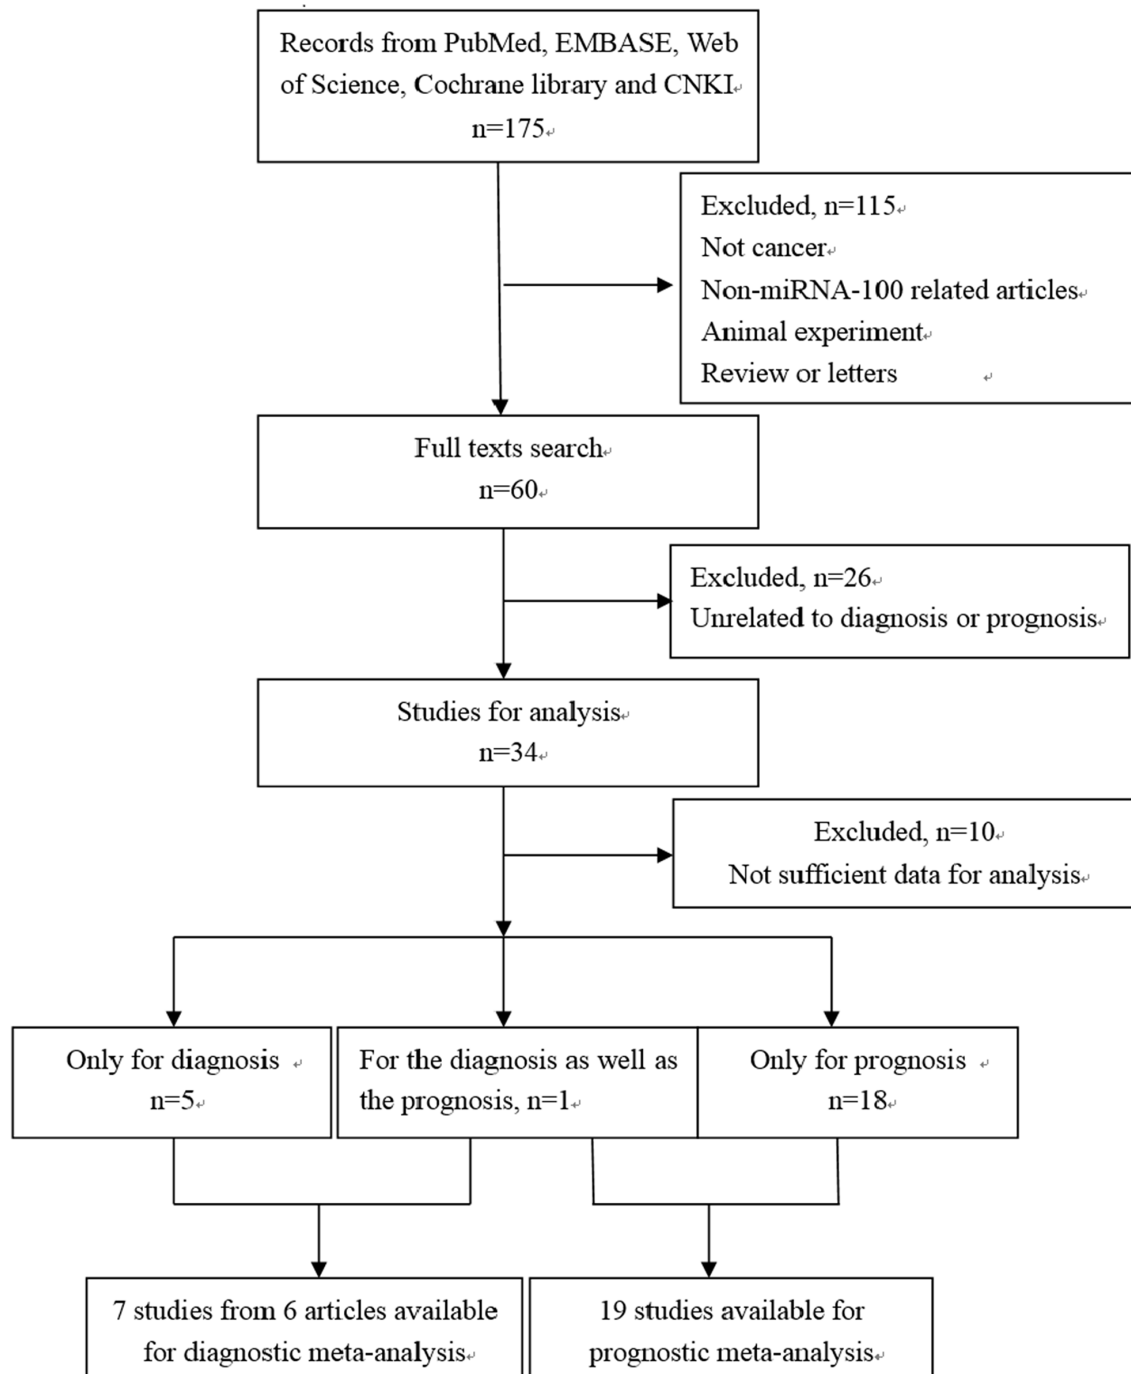 Records from PubMed, EMBASE, Web
of Science, Cochrane library and CNKI
n=175
Excluded, n=115
Not cancer
Non-miRNA-100 related articles
Animal experiment
Review or letters
Full texts search
n=60
Excluded, n=26
Unrelated to diagnosis or prognosis
Studies for analysis
n=34
Excluded, n=10
Not sufficient data for analysis
Only for diagnosis
n=5
For the diagnosis as well as
the prognosis, n=1
Only for prognosis
n=18
7 studies from 6 articles available
for diagnostic meta-analysis
19 studies available for
prognostic meta-analysis